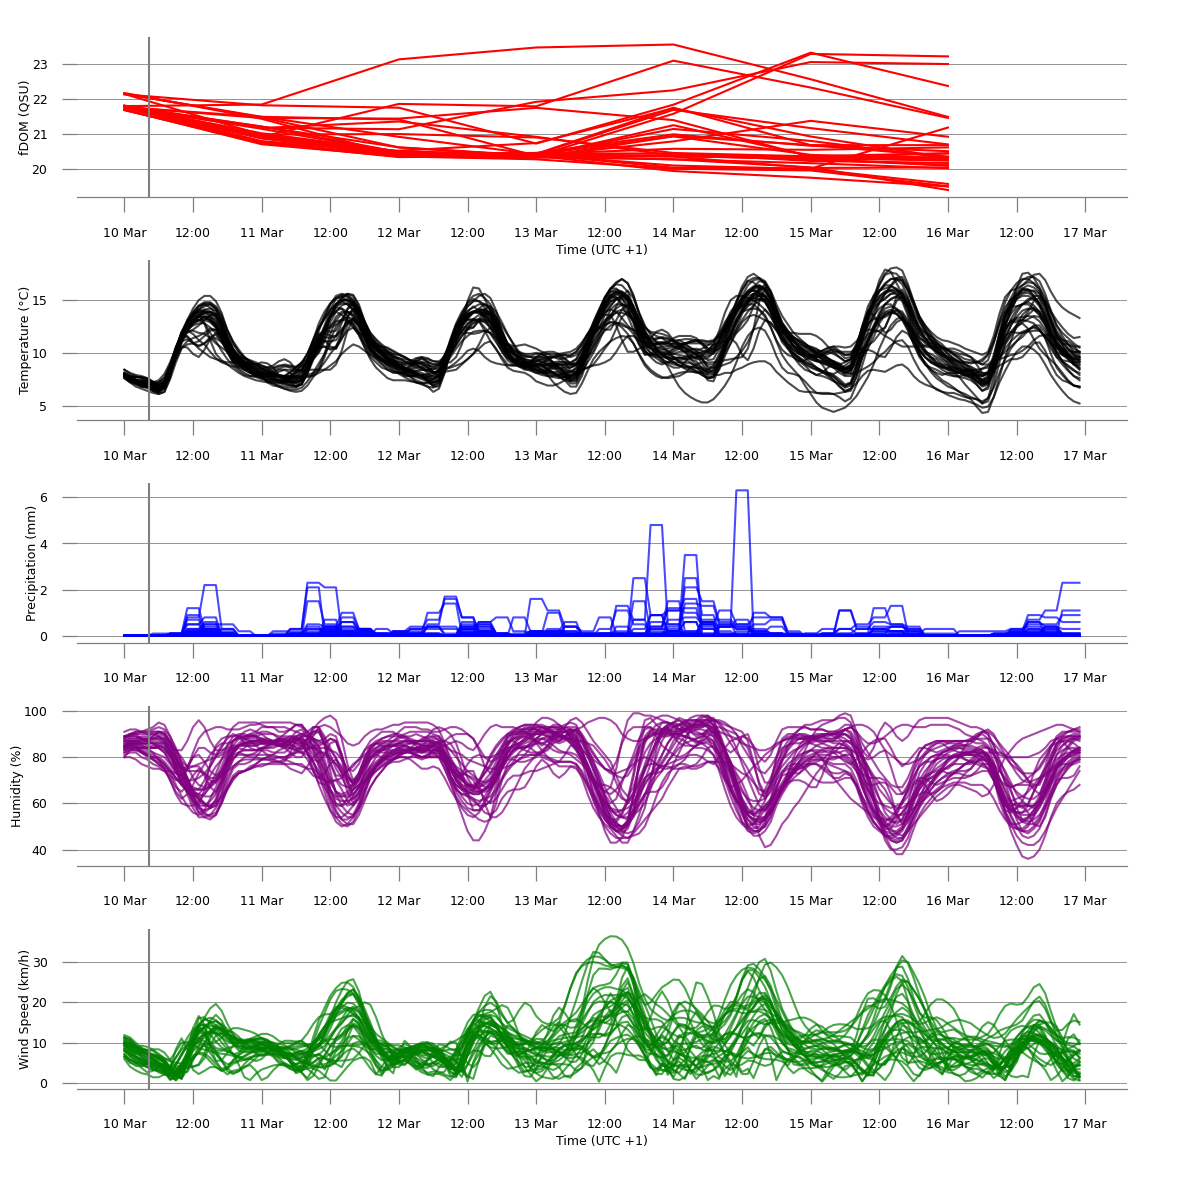 fDOM (QSU)
23
22
21
20
10 Mar 12:00 11 Mar 12:00 12 Mar 12:00 13 Mar 12:00 14 Mar 12:00 15 Mar 12:00 16 Mar 12:00 17 Mar
Time (UTC +1)
Temperature (°C)
15
10
5
10 Mar 12:00 11 Mar 12:00 12 Mar 12:00 13 Mar 12:00 14 Mar 12:00 15 Mar 12:00 16 Mar 12:00 17 Mar
Precipitation (mm)
6
4
2
0
10 Mar 12:00 11 Mar 12:00 12 Mar 12:00 13 Mar 12:00 14 Mar 12:00 15 Mar 12:00 16 Mar 12:00 17 Mar
Humidity (%)
100
80
60
40
10 Mar 12:00 11 Mar 12:00 12 Mar 12:00 13 Mar 12:00 14 Mar 12:00 15 Mar 12:00 16 Mar 12:00 17 Mar
Wind Speed (km/h)
30
20
10
0
10 Mar 12:00 11 Mar 12:00 12 Mar 12:00 13 Mar 12:00 14 Mar 12:00 15 Mar 12:00 16 Mar 12:00 17 Mar
Time (UTC +1)